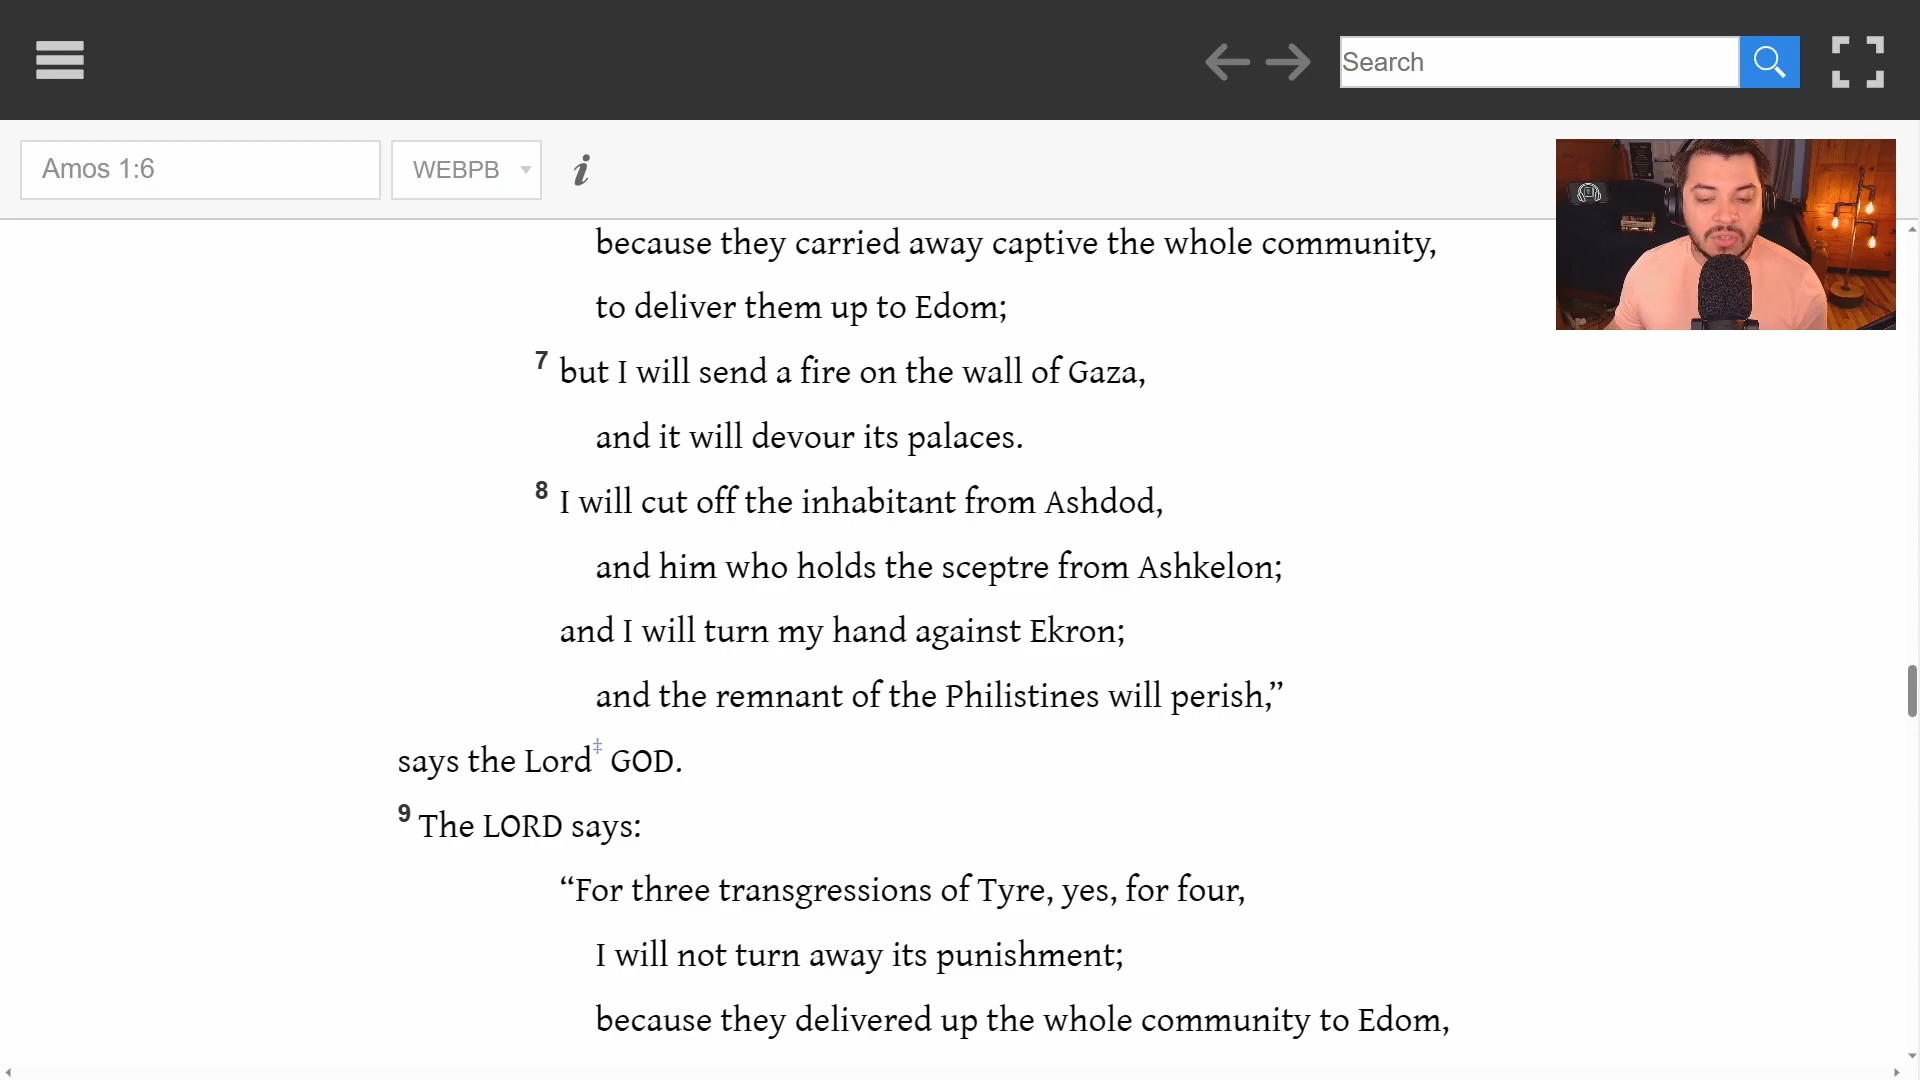 Search
Amos 1:6
WEBPB
i
because they carried away captive the whole community,
to deliver them up to Edom;
7 but I will send a fire on the wall of Gaza,
and it will devour its palaces.
8 I will cut off the inhabitant from Ashdod,
and him who holds the sceptre from Ashkelon;
and I will turn my hand against Ekron;
and the remnant of the Philistines will perish,”
says the Lord‡ GOD.
9 The LORD says:
“For three transgressions of Tyre, yes, for four,
I will not turn away its punishment;
because they delivered up the whole community to Edom,